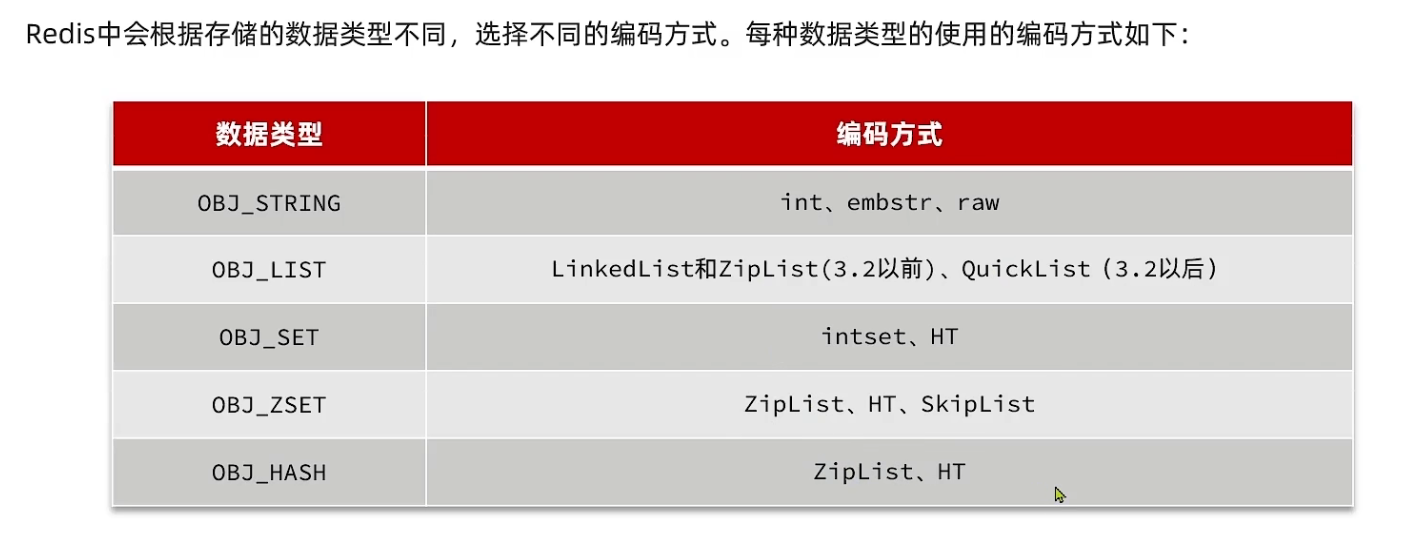 Redis中会根据存储的数据类型不同，选择不同的编码方式。每种数据类型的使用的编码方式如下：
数据类型 编码方式
OBJ_STRING int、embstr、raw
OBJ_LIST LinkedList和ZipList(3.2以前)、QuickList（3.2以后）
OBJ_SET intset、HT
OBJ_ZSET ZipList、HT、SkipList
OBJ_HASH ZipList、HT